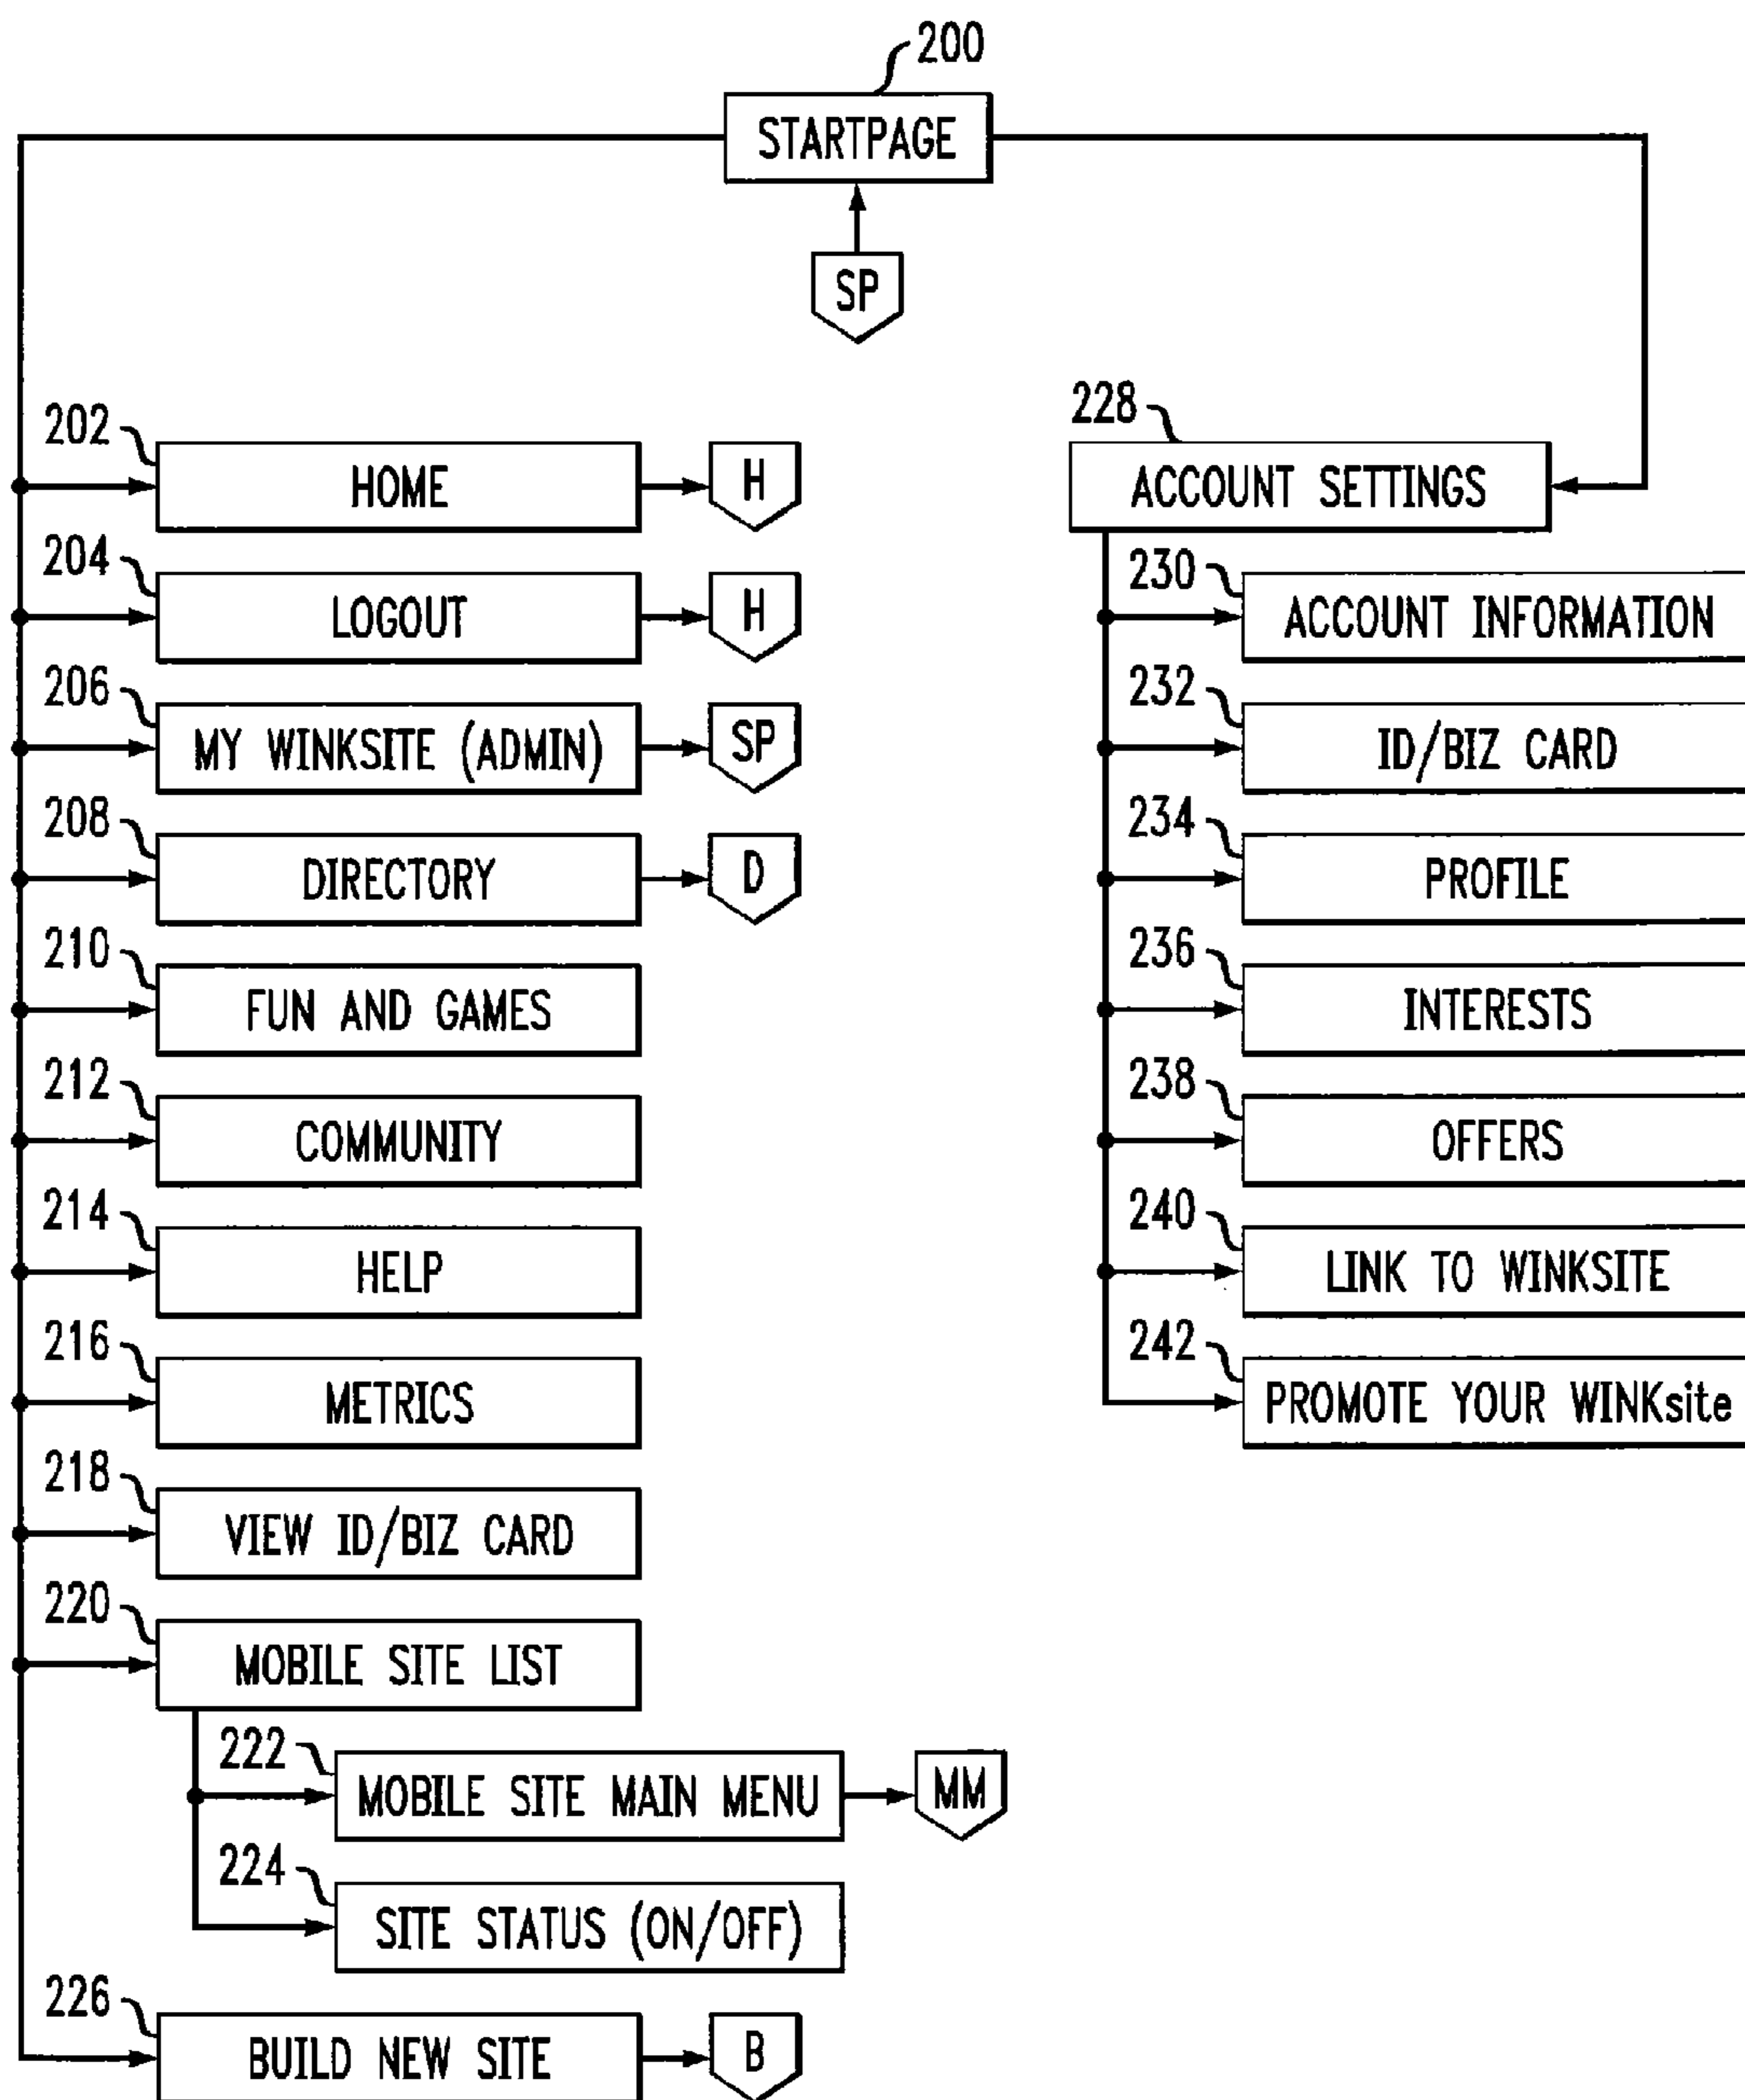 200
STARTPAGE
SP
202
HOME
H
204
LOGOUT
H
206
MY WINKSITE (ADMIN)
SP
208
DIRECTORY
D
210
FUN AND GAMES
212
COMMUNITY
214
HELP
216
METRICS
218
VIEW ID/BIZ CARD
220
MOBILE SITE LIST
222
MOBILE SITE MAIN MENU
MM
224
SITE STATUS (ON/OFF)
226
BUILD NEW SITE
B
228
ACCOUNT SETTINGS
230
ACCOUNT INFORMATION
232
ID/BIZ CARD
234
PROFILE
236
INTERESTS
238
OFFERS
240
LINK TO WINKSITE
242
PROMOTE YOUR WINKsite